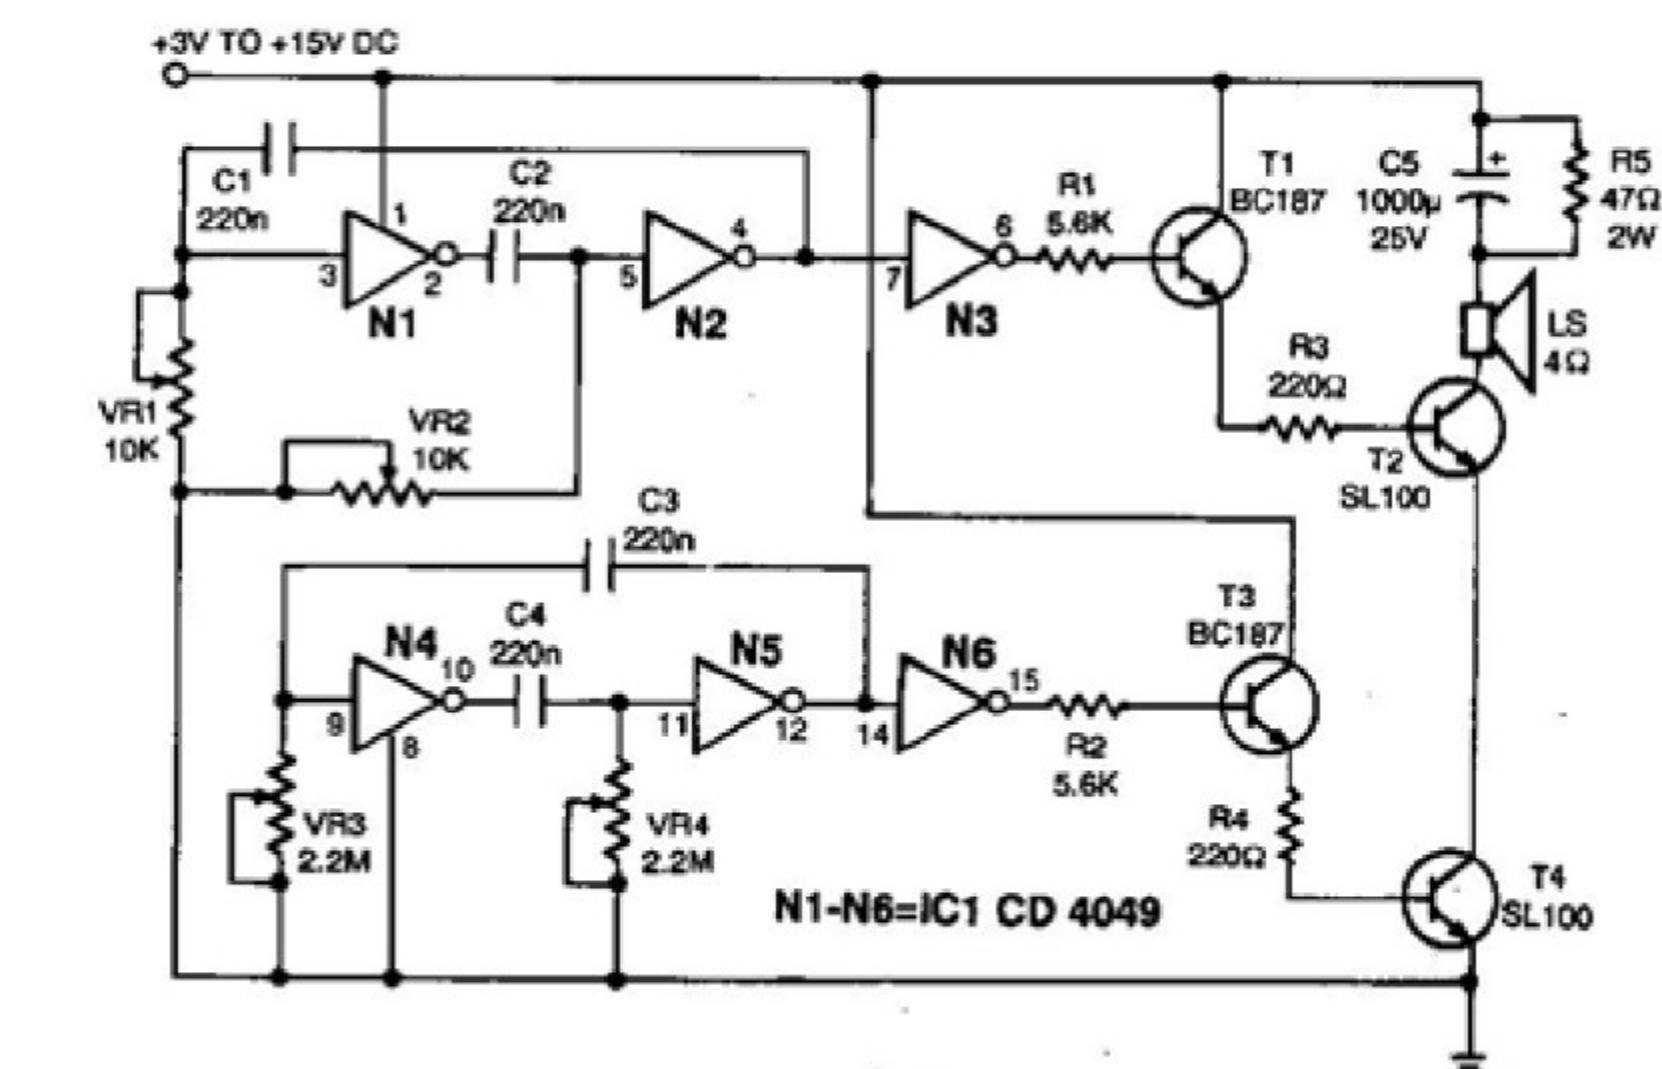 +3V TO +15V DC
C1
220n
C2
220n
1
3
2
N1
5
4
N2
7
6
N3
R1
5.6K
T1
BC187
C5
1000µ
25V
+
R5
47Ω
2W
LS
4Ω
R3
220Ω
T2
SL100
VR1
10K
VR2
10K
C3
220n
C4
220n
N4
10
9
8
N5
11
12
N6
14
15
R2
5.6K
T3
BC187
R4
220Ω
T4
SL100
VR3
2.2M
VR4
2.2M
N1-N6=IC1 CD 4049